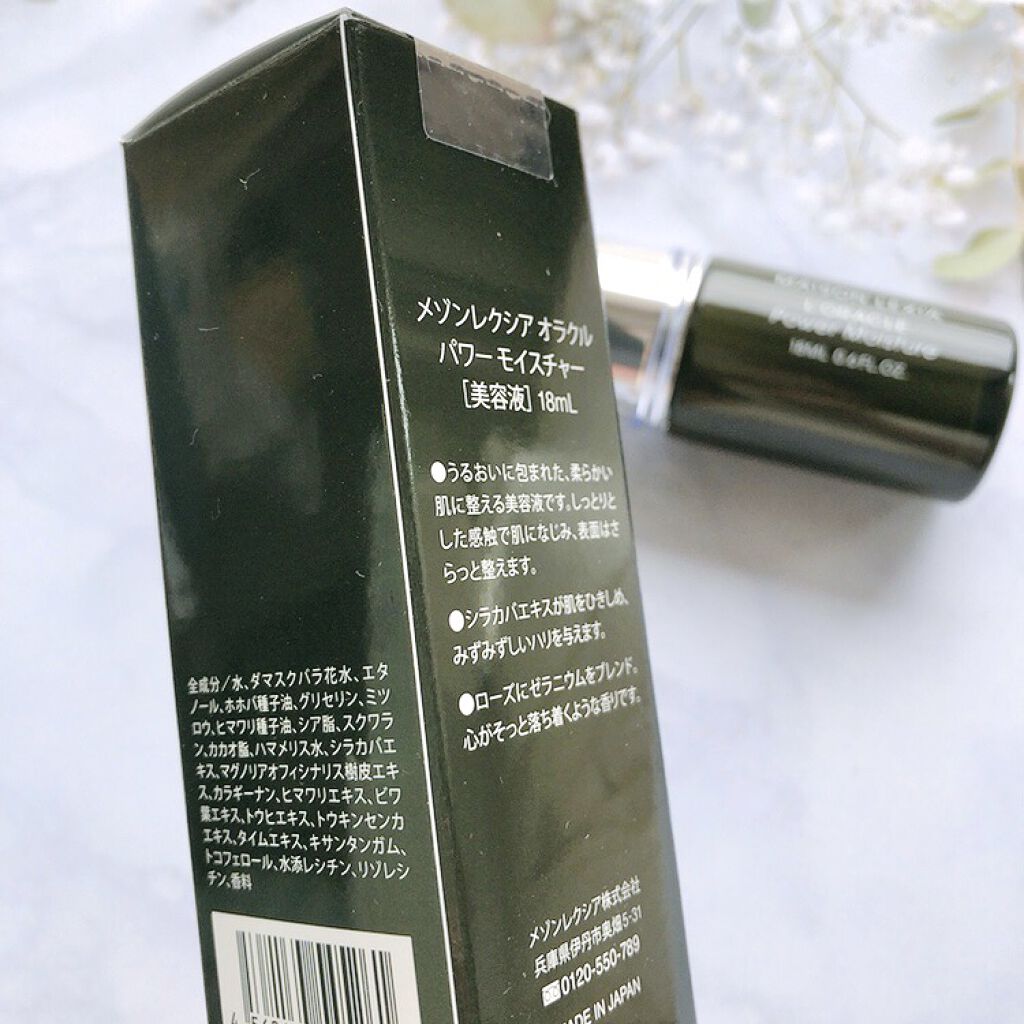 メゾンレクシア オラクル
パワー モイスチャー
[美容液] 18mL
●うるおいに包まれた、柔らかい
肌に整える美容液です。しっとりと
した感触で肌になじみ、表面はさ
らっと整えます。
●シラカバエキスが肌をひきしめ、
みずみずしいハリを与えます。
●ローズにゼラニウムをブレンド。
心がそっと落ち着くような香りです。
メゾンレクシア株式会社
兵庫県伊丹市奥畑5-31
0120-550-789
MADE IN JAPAN
全成分/水、ダマスクバラ花水、エタ
ノール、ホホバ種子油、グリセリン、ミツ
ロウ、ヒマワリ種子油、シア脂、スクワラ
ン、カカオ脂、ハマメリス水、シラカバエ
キス、マグノリアオフィシナリス樹皮エキ
ス、カラギーナン、ヒマワリエキス、ビワ
葉エキス、トウヒエキス、トウキンセンカ
エキス、タイムエキス、キサンタンガム、
トコフェロール、水添レシチン、リゾレシ
チン、香料
L'ORACLE
Power Moisture
18ML 0.6 FL.OZ.